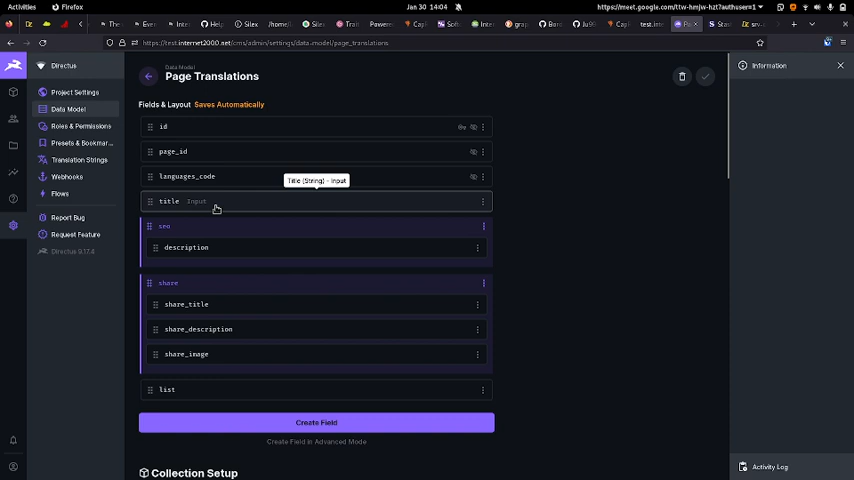 Activities
Firefox
Jan 30 14:04
https://meet.google.com/ttw-hmjw-hzt?authuser=1
https://test.internet2000.net/cms/admin/settings/data-model/page_translations
Directus
Project Settings
Data Model
Roles & Permissions
Presets & Bookmar...
Translation Strings
Webhooks
Flows
Report Bug
Request Feature
Directus 9.17.4
Data Model
Page Translations
Fields & Layout Saves Automatically
id
page_id
languages_code
Title (String) - Input
title Input
seo
description
share
share_title
share_description
share_image
list
Create Field
Create Field in Advanced Mode
Collection Setup
Information
Activity Log